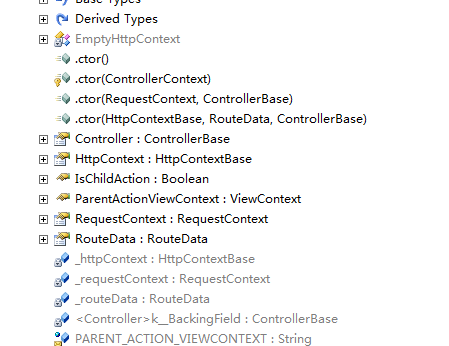 Base Types
Derived Types
EmptyHttpContext
.ctor()
.ctor(ControllerContext)
.ctor(RequestContext, ControllerBase)
.ctor(HttpContextBase, RouteData, ControllerBase)
Controller : ControllerBase
HttpContext : HttpContextBase
IsChildAction : Boolean
ParentActionViewContext : ViewContext
RequestContext : RequestContext
RouteData : RouteData
_httpContext : HttpContextBase
_requestContext : RequestContext
_routeData : RouteData
<Controller>k__BackingField : ControllerBase
PARENT_ACTION_VIEWCONTEXT : String